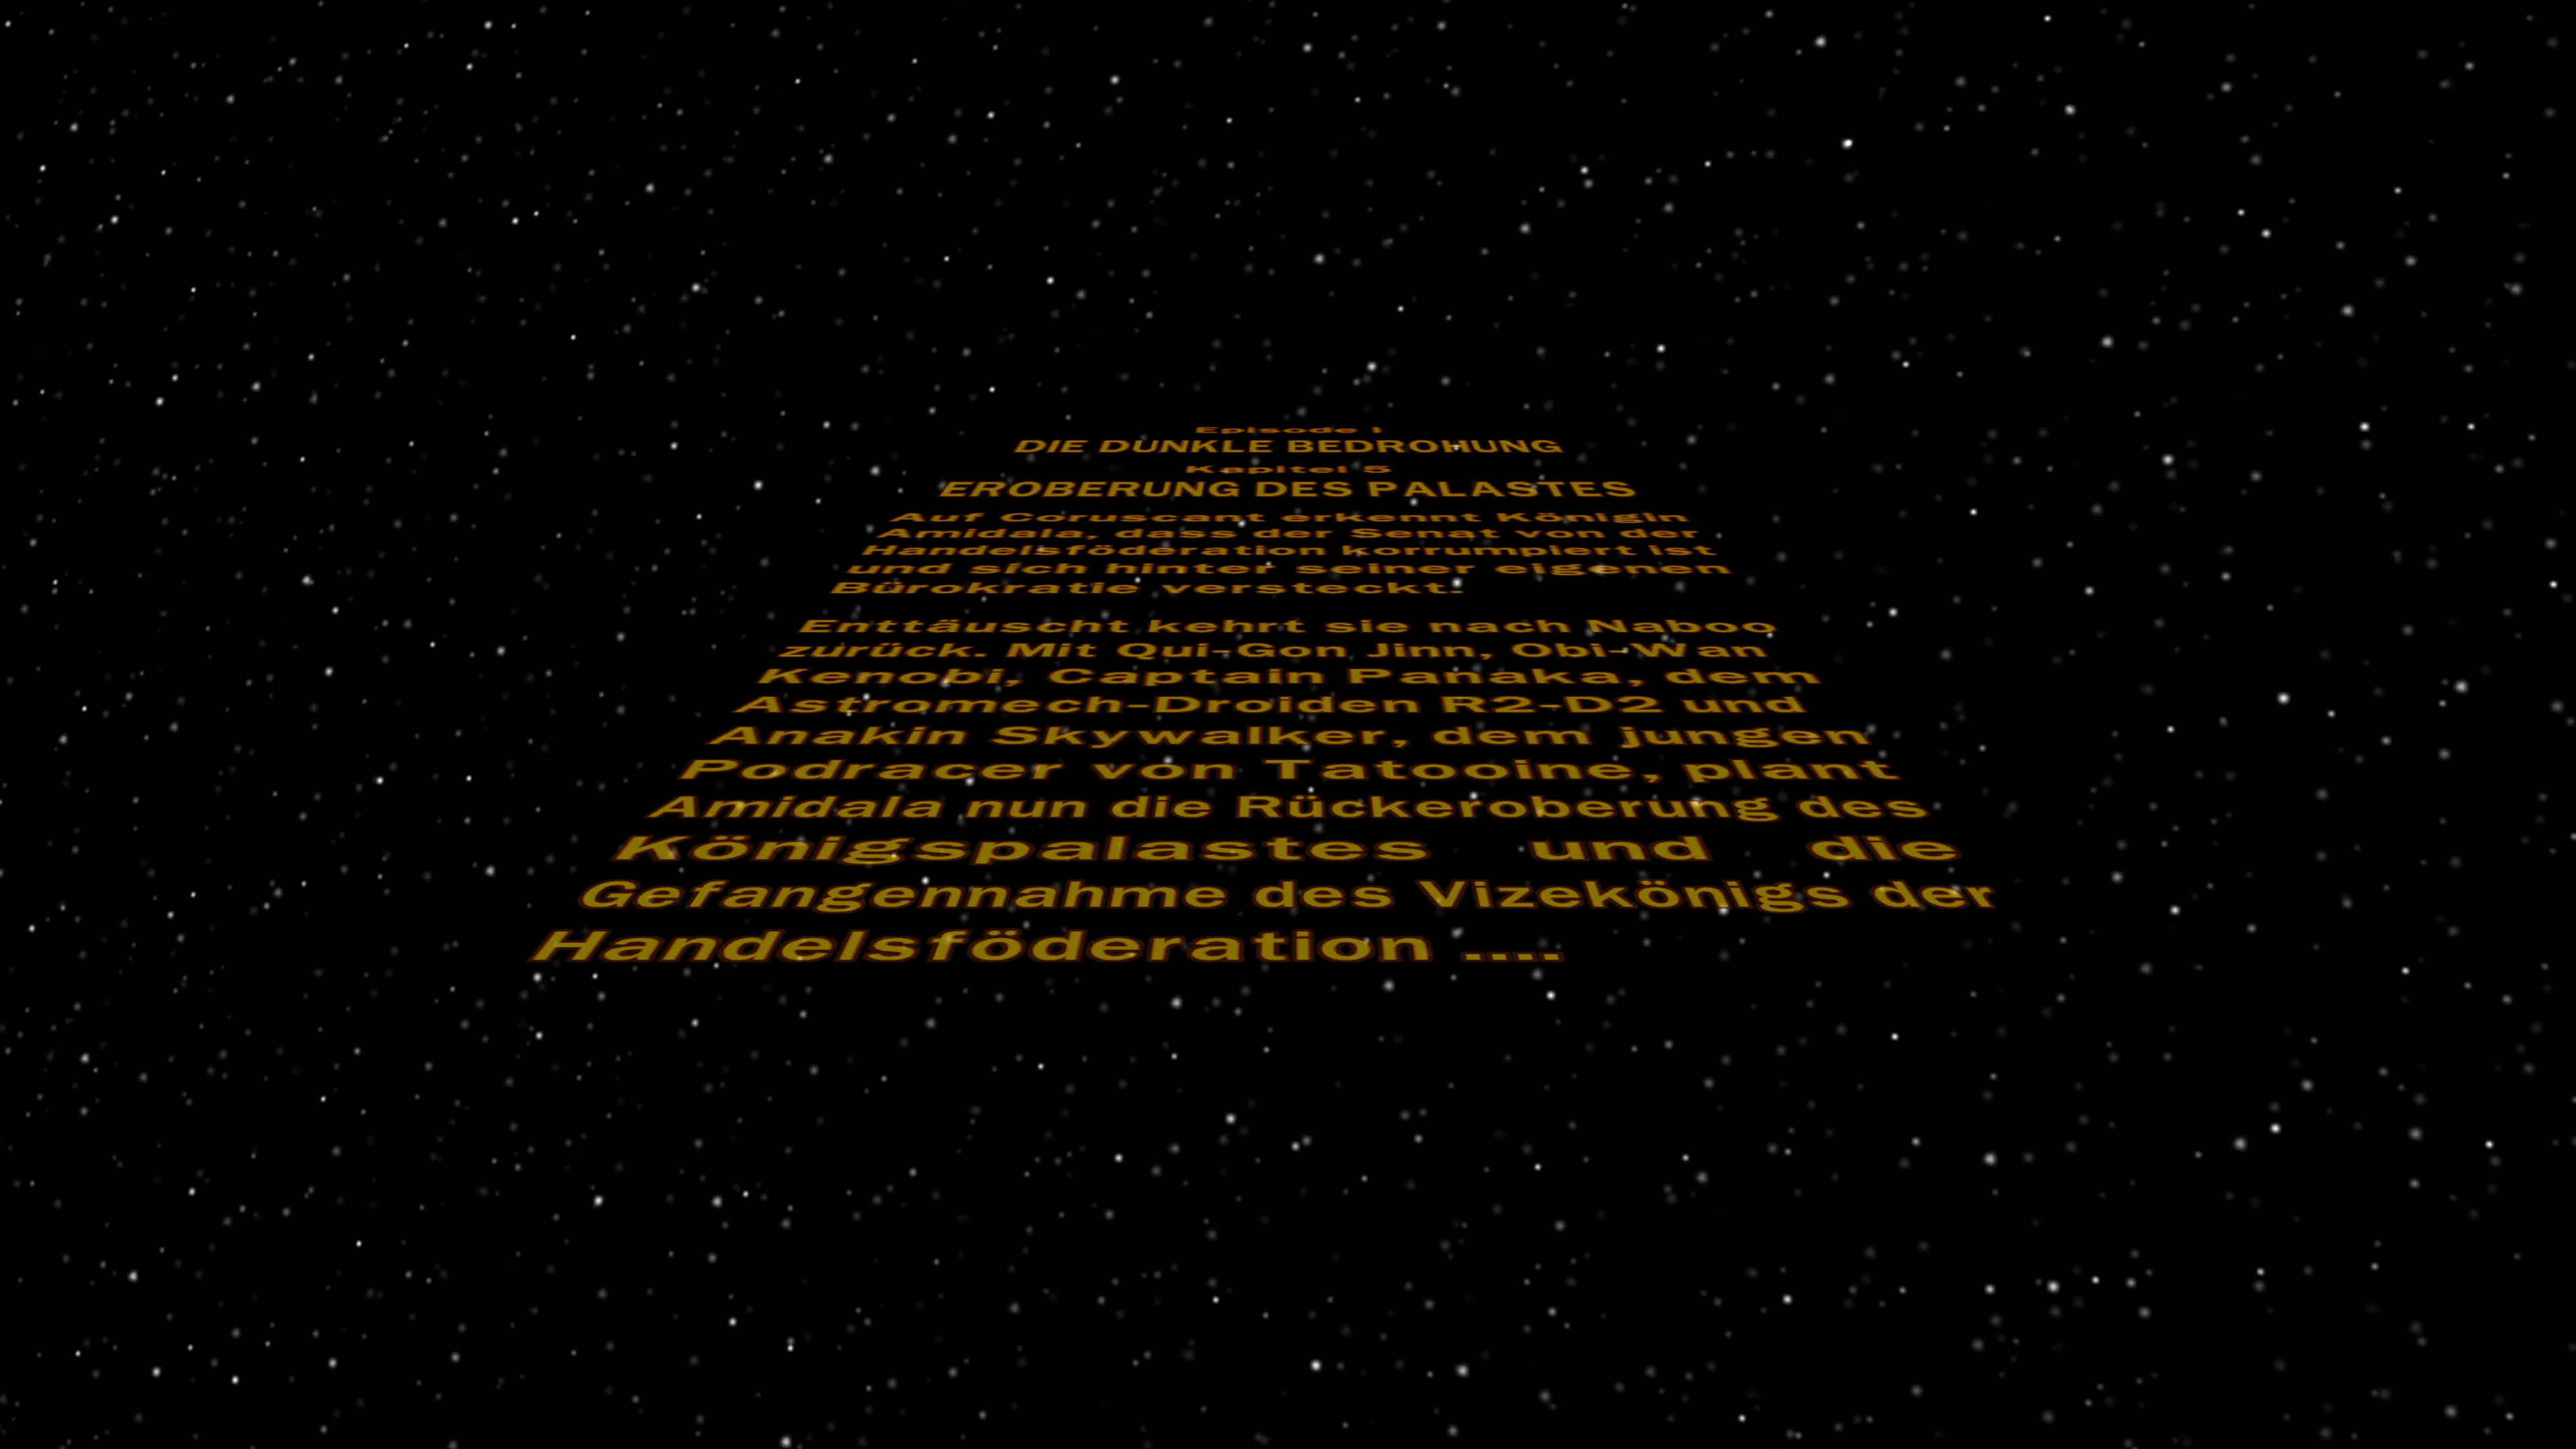 Episode I
DIE DUNKLE BEDROHUNG
Kapitel 5
EROBERUNG DES PALASTES
Auf Coruscant erkennt Königin
Amidala, dass der Senat von der
Handelsföderation korrumpiert ist
und sich hinter seiner eigenen
Bürokratie versteckt.
Enttäuscht kehrt sie nach Naboo
zurück. Mit Qui-Gon Jinn, Obi-Wan
Kenobi, Captain Panaka, dem
Astromech-Droiden R2-D2 und
Anakin Skywalker, dem jungen
Podracer von Tatooine, plant
Amidala nun die Rückeroberung des
Königspalastes und die
Gefangennahme des Vizekönigs der
Handelsföderation ....